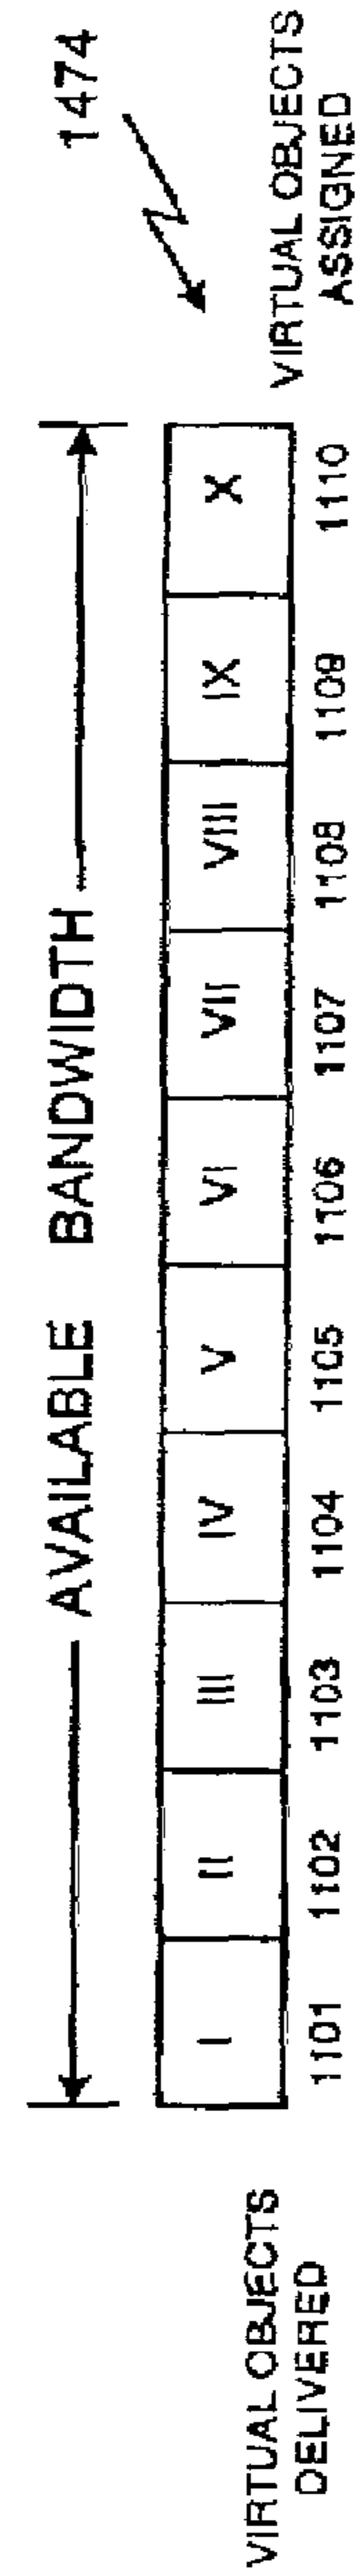 1474
AVAILABLE BANDWIDTH
VIRTUAL OBJECTS
DELIVERED
I II III IV V VI VII VIII IX X
1101 1102 1103 1104 1105 1106 1107 1108 1109 1110
VIRTUAL OBJECTS
ASSIGNED